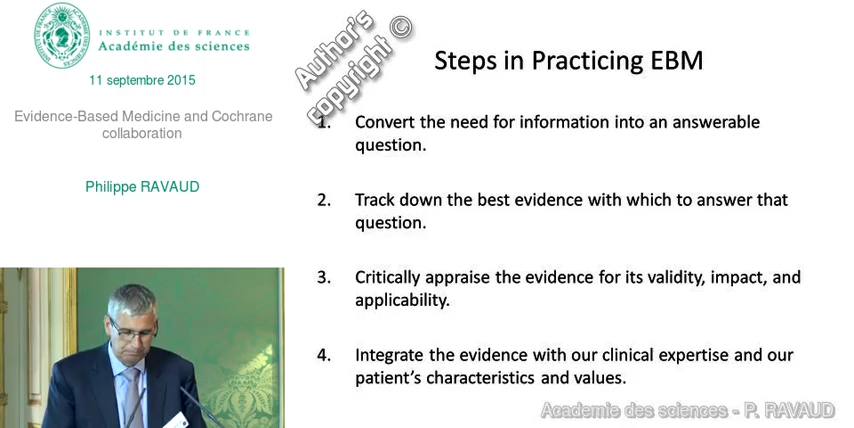 INSTITUT DE FRANCE
Académie des sciences
11 septembre 2015
Evidence-Based Medicine and Cochrane
collaboration
Philippe RAVAUD
Author's
copyright ©
Steps in Practicing EBM
1. Convert the need for information into an answerable
question.
2. Track down the best evidence with which to answer that
question.
3. Critically appraise the evidence for its validity, impact, and
applicability.
4. Integrate the evidence with our clinical expertise and our
patient's characteristics and values.
Academie des sciences - P. RAVAUD